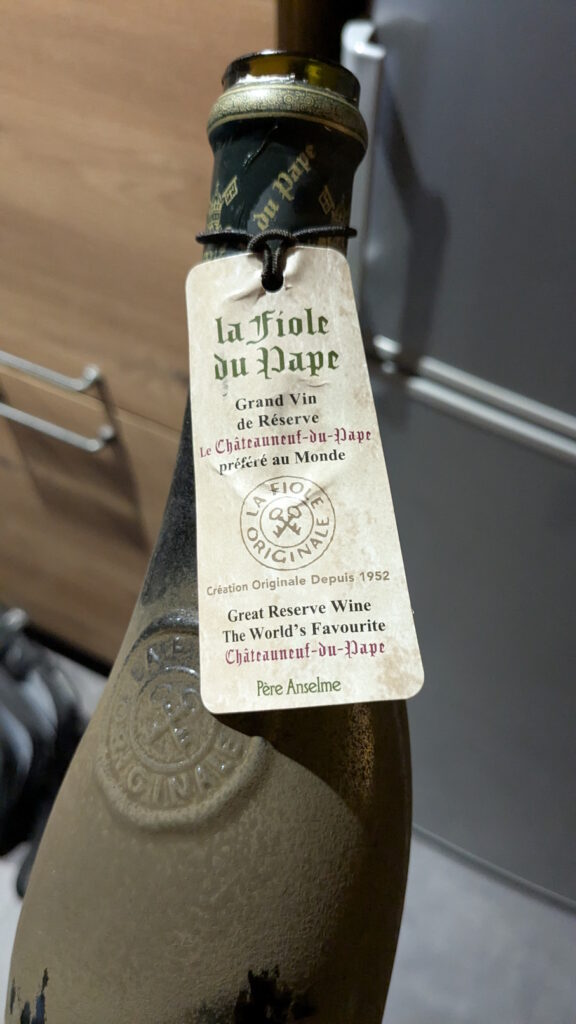 du Pape
la Fiole
du Pape
Grand Vin
de Réserve
Le Châteauneuf-du-Pape
préféré au Monde
LA FIOLE
ORIGINALE
Création Originale Depuis 1952
Great Reserve Wine
The World's Favourite
Châteauneuf-du-Pape
Père Anselme
ORIGINALE